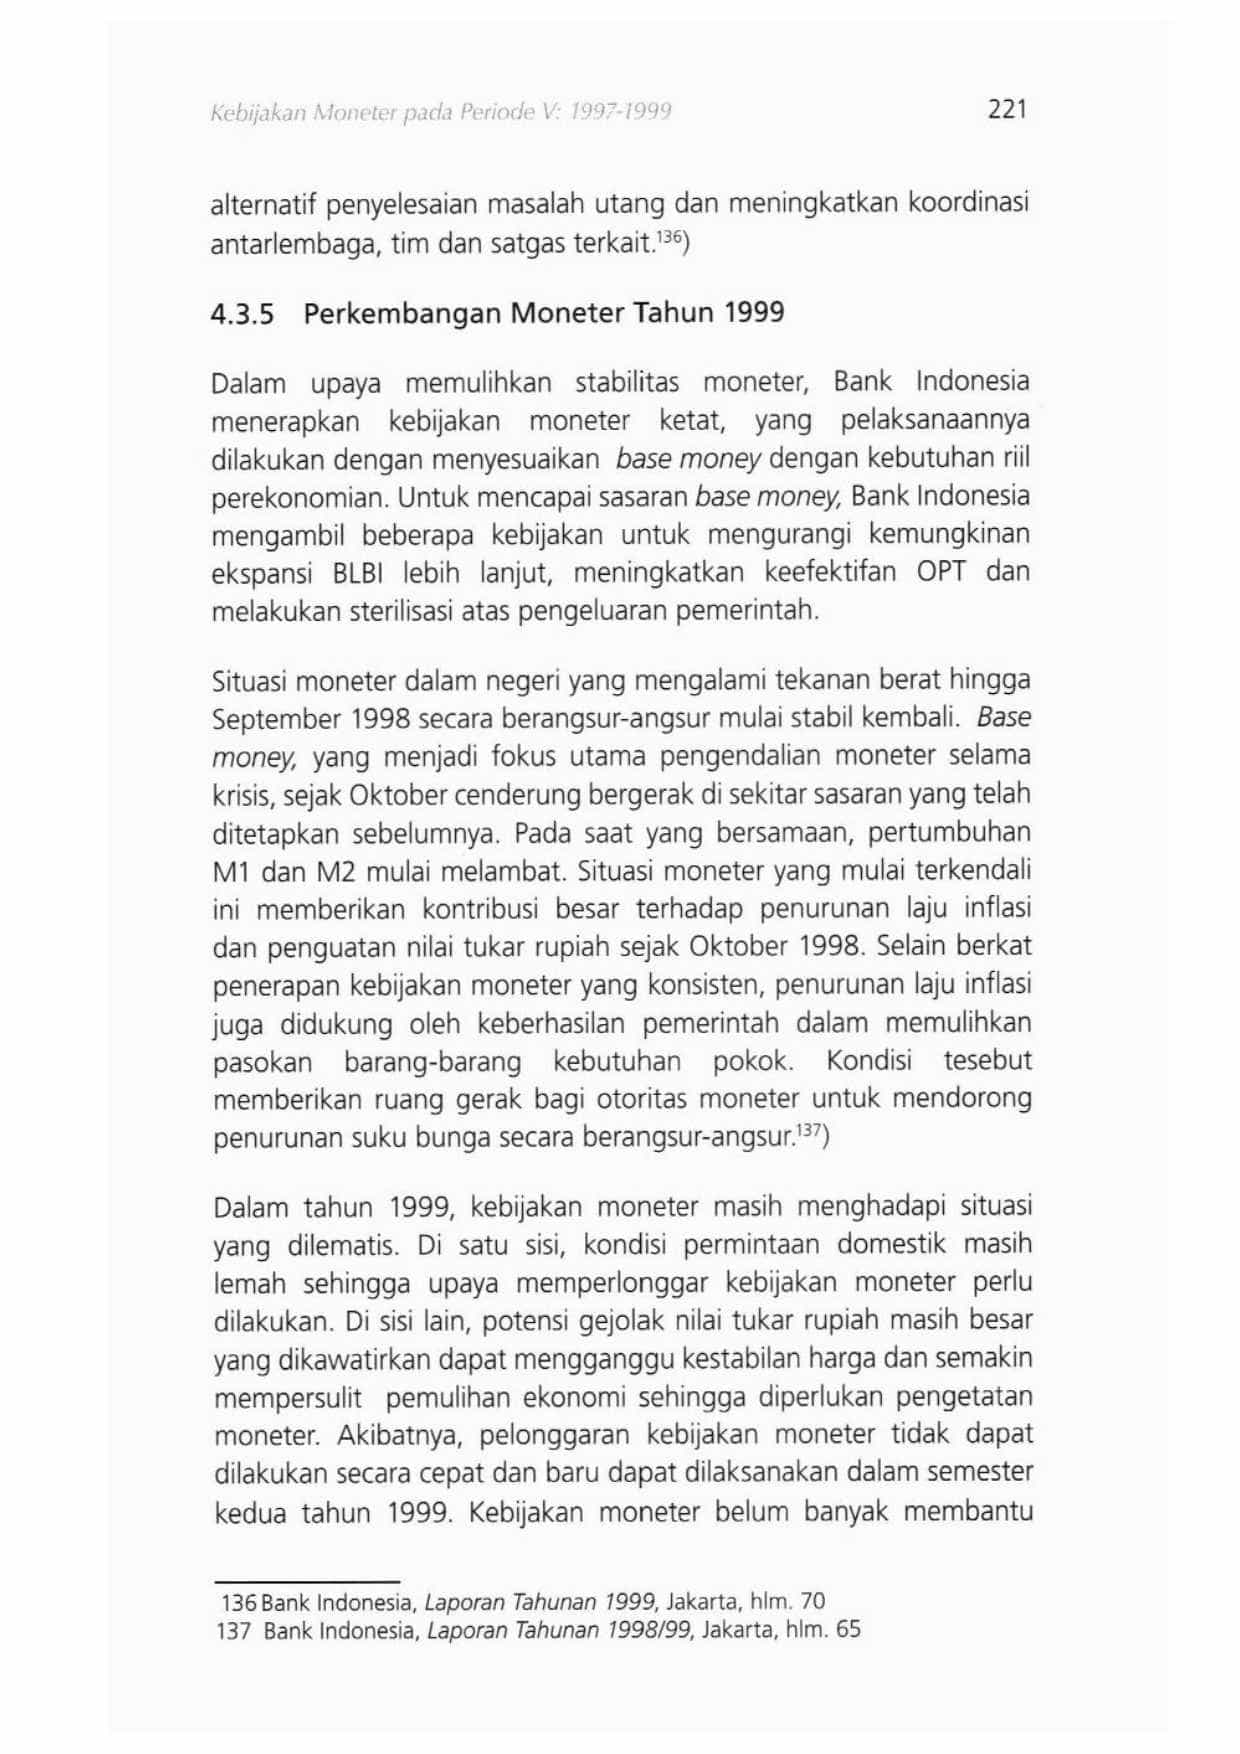 Kebijakan Moneter pada Periode V: 1997-1999 221
alternatif penyelesaian masalah utang dan meningkatkan koordinasi
antarlembaga, tim dan satgas terkait.136)
4.3.5 Perkembangan Moneter Tahun 1999
Dalam upaya memulihkan stabilitas moneter, Bank Indonesia
menerapkan kebijakan moneter ketat, yang pelaksanaannya
dilakukan dengan menyesuaikan base money dengan kebutuhan riil
perekonomian. Untuk mencapai sasaran base money, Bank Indonesia
mengambil beberapa kebijakan untuk mengurangi kemungkinan
ekspansi BLBI lebih lanjut, meningkatkan keefektifan OPT dan
melakukan sterilisasi atas pengeluaran pemerintah.
Situasi moneter dalam negeri yang mengalami tekanan berat hingga
September 1998 secara berangsur-angsur mulai stabil kembali. Base
money, yang menjadi fokus utama pengendalian moneter selama
krisis, sejak Oktober cenderung bergerak di sekitar sasaran yang telah
ditetapkan sebelumnya. Pada saat yang bersamaan, pertumbuhan
M1 dan M2 mulai melambat. Situasi moneter yang mulai terkendali
ini memberikan kontribusi besar terhadap penurunan laju inflasi
dan penguatan nilai tukar rupiah sejak Oktober 1998. Selain berkat
penerapan kebijakan moneter yang konsisten, penurunan laju inflasi
juga didukung oleh keberhasilan pemerintah dalam memulihkan
pasokan barang-barang kebutuhan pokok. Kondisi tesebut
memberikan ruang gerak bagi otoritas moneter untuk mendorong
penurunan suku bunga secara berangsur-angsur.137)
Dalam tahun 1999, kebijakan moneter masih menghadapi situasi
yang dilematis. Di satu sisi, kondisi permintaan domestik masih
lemah sehingga upaya memperlonggar kebijakan moneter perlu
dilakukan. Di sisi lain, potensi gejolak nilai tukar rupiah masih besar
yang dikawatirkan dapat mengganggu kestabilan harga dan semakin
mempersulit pemulihan ekonomi sehingga diperlukan pengetatan
moneter. Akibatnya, pelonggaran kebijakan moneter tidak dapat
dilakukan secara cepat dan baru dapat dilaksanakan dalam semester
kedua tahun 1999. Kebijakan moneter belum banyak membantu
136 Bank Indonesia, Laporan Tahunan 1999, Jakarta, hlm. 70
137 Bank Indonesia, Laporan Tahunan 1998/99, Jakarta, hlm. 65